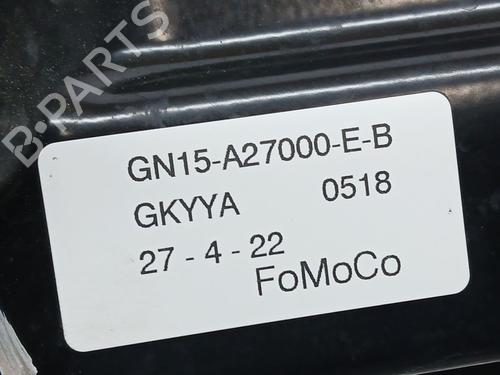 B-PARTS
GN15-A27000-E-B
GKYYA 0518
27 - 4 - 22
FoMoCo